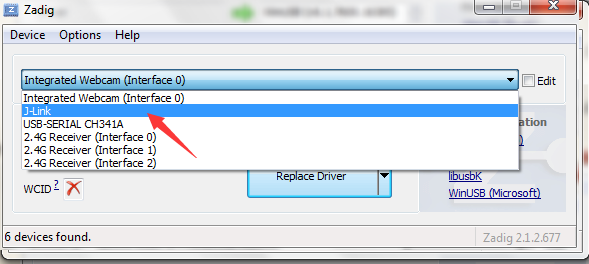 Zadig
Device Options Help
Integrated Webcam (Interface 0) Edit
Integrated Webcam (Interface 0)
J-Link
USB-SERIAL CH341A
2.4G Receiver (Interface 0)
2.4G Receiver (Interface 1)
2.4G Receiver (Interface 2)
libusbK
WCID ? Replace Driver
WinUSB (Microsoft)
6 devices found. Zadig 2.1.2.677